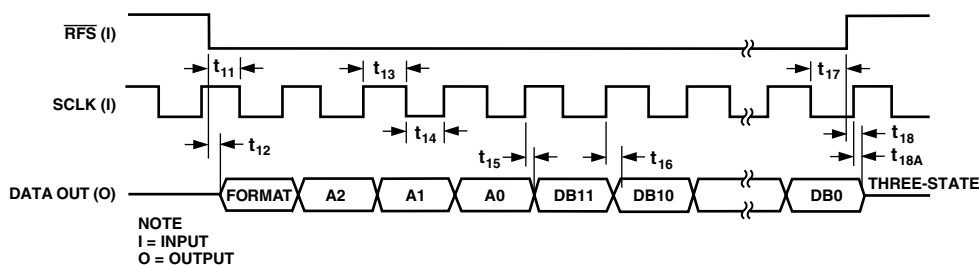 RFS (I)
t11
t13
t17
SCLK (I)
t12
t14
t15
t16
t18
t18A
DATA OUT (O)
FORMAT
A2
A1
A0
DB11
DB10
DB0
THREE-STATE
NOTE
I = INPUT
O = OUTPUT